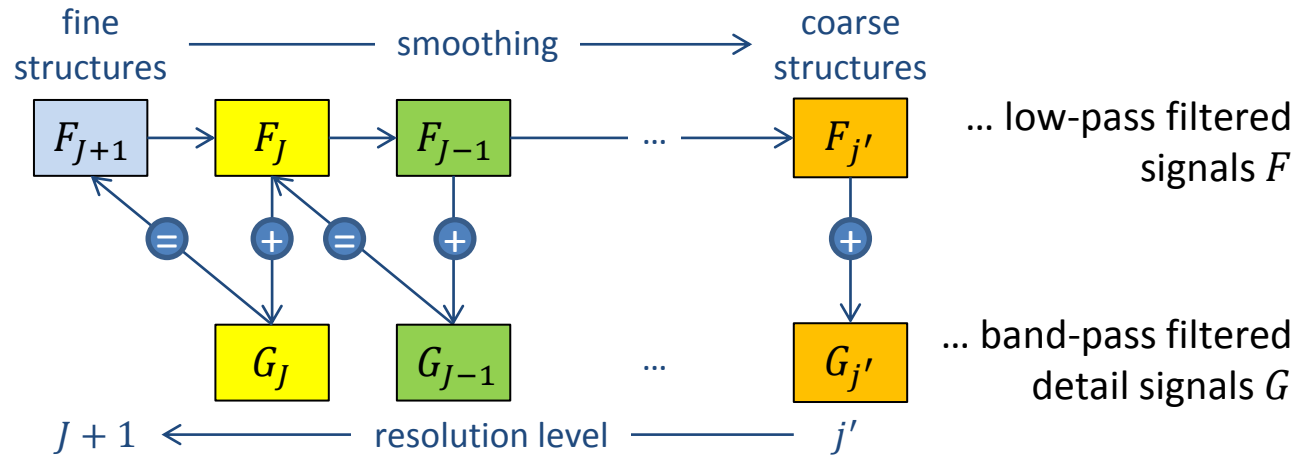 fine structures
smoothing
coarse structures
F_{J+1} F_J F_{J−1} ... F_{j′}
... low-pass filtered
signals F
= + = + +
G_J G_{J−1} ... G_{j′}
... band-pass filtered
detail signals G
J + 1 resolution level j′